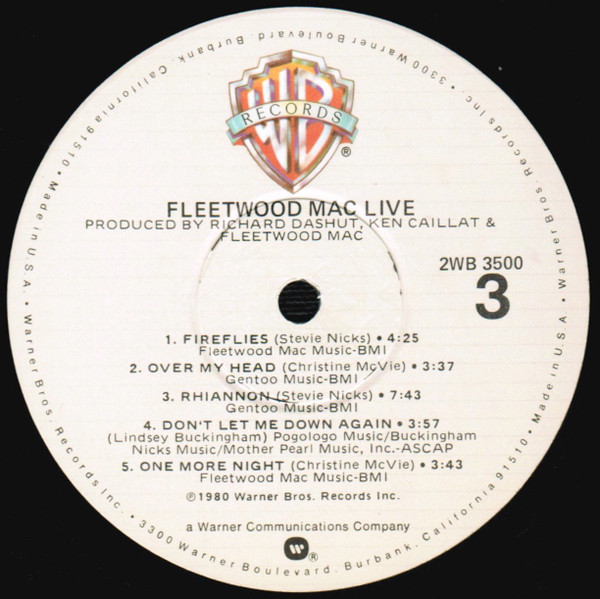 WB
RECORDS
®
FLEETWOOD MAC LIVE
PRODUCED BY RICHARD DASHUT, KEN CAILLAT &
FLEETWOOD MAC
2WB 3500
3
1. FIREFLIES (Stevie Nicks) • 4:25
Fleetwood Mac Music-BMI
2. OVER MY HEAD (Christine McVie) • 3:37
Gentoo Music-BMI
3. RHIANNON (Stevie Nicks) • 7:43
Gentoo Music-BMI
4. DON'T LET ME DOWN AGAIN • 3:57
(Lindsey Buckingham) Pogologo Music/Buckingham
Nicks Music/Mother Pearl Music, Inc.-ASCAP
5. ONE MORE NIGHT (Christine McVie) • 3:43
Fleetwood Mac Music-BMI
℗1980 Warner Bros. Records Inc.
a Warner Communications Company
®
Warner Bros. Records Inc. • 3300 Warner Boulevard, Burbank, California 91510 • Made in U.S.A. • Warner Bros. Records Inc. • 3300 Warner Boulevard, Burbank, California 91510 • Made in U.S.A. •